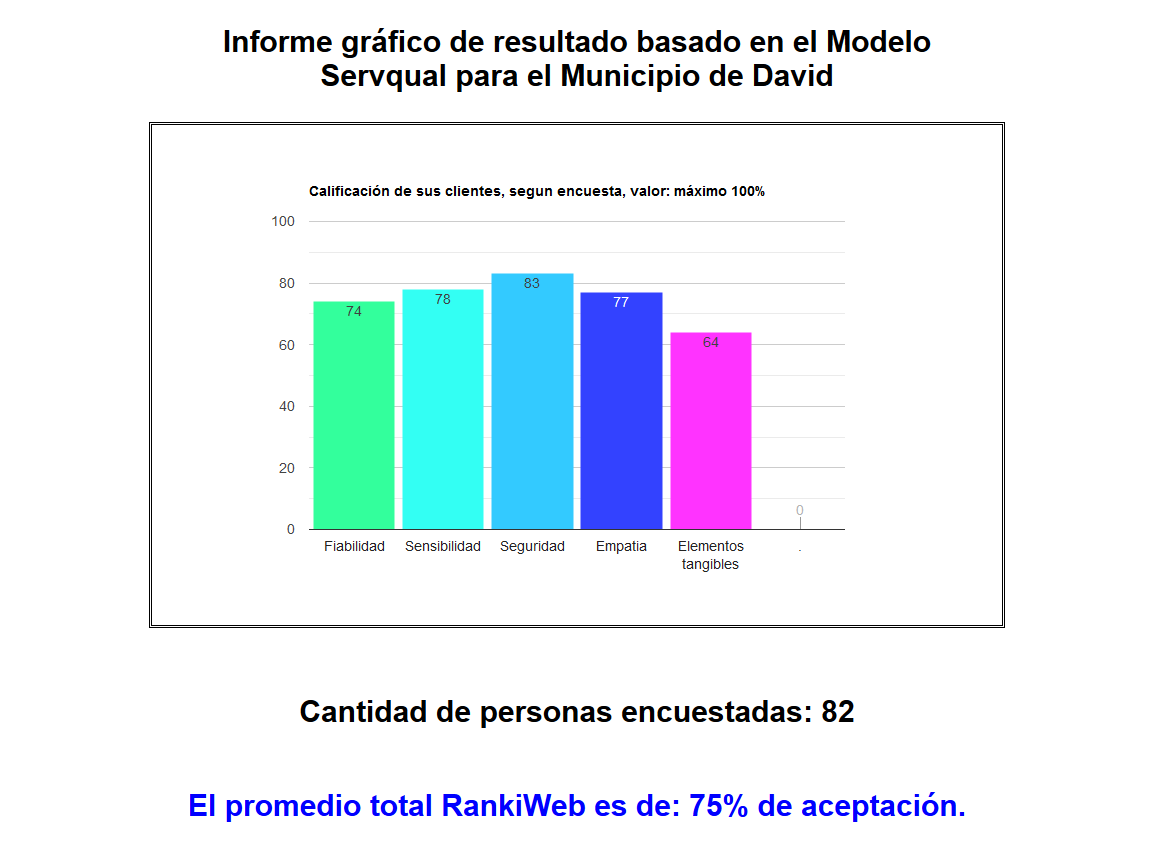 Informe gráfico de resultado basado en el Modelo
Servqual para el Municipio de David
Calificación de sus clientes, segun encuesta, valor: máximo 100%
100
80
60
40
20
0
74
78
83
77
64
0
Fiabilidad
Sensibilidad
Seguridad
Empatia
Elementos
tangibles
.
Cantidad de personas encuestadas: 82
El promedio total RankiWeb es de: 75% de aceptación.